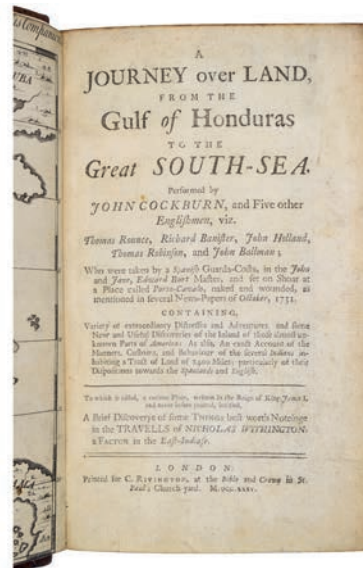 A
JOURNEY over LAND,
FROM THE
Gulf of Honduras
TO THE
Great SOUTH-SEA.
Performed by
JOHN COCKBURN, and Five other
Englishmen, viz.
Thomas Rounce, Richard Banister, John Holland,
Thomas Robinson, and John Ballman;
Who were taken by a Spanish Guarda-Costa, in the John
and Jane, Edward Burt Master, and set on Shoar at
a Place called Porto-Cavalo, naked and wounded, as
mentioned in several News-Papers of October, 1731.
CONTAINING,
Variety of extraordinary Distresses and Adventures, and some
New and Useful Discoveries of the Inland of those almost un-
known Parts of America: As also, An exact Account of the
Manners, Customs, and Behaviour of the several Indians in-
habiting a Tract of Land of 2400 Miles; particularly of their
Dispositions towards the Spaniards and English.
To which is added, a curious Piece, written in the Reign of King James I.
and never before printed, intitled,
A Brief Discoverye of some Things best worth Noteinge
in the TRAVELLS of NICHOLAS WITHINGTON
a FACTOR in the East-Indiase.
LONDON:
Printed for C. RIVINGTON, at the Bible and Crown in St.
Paul's Church-yard.